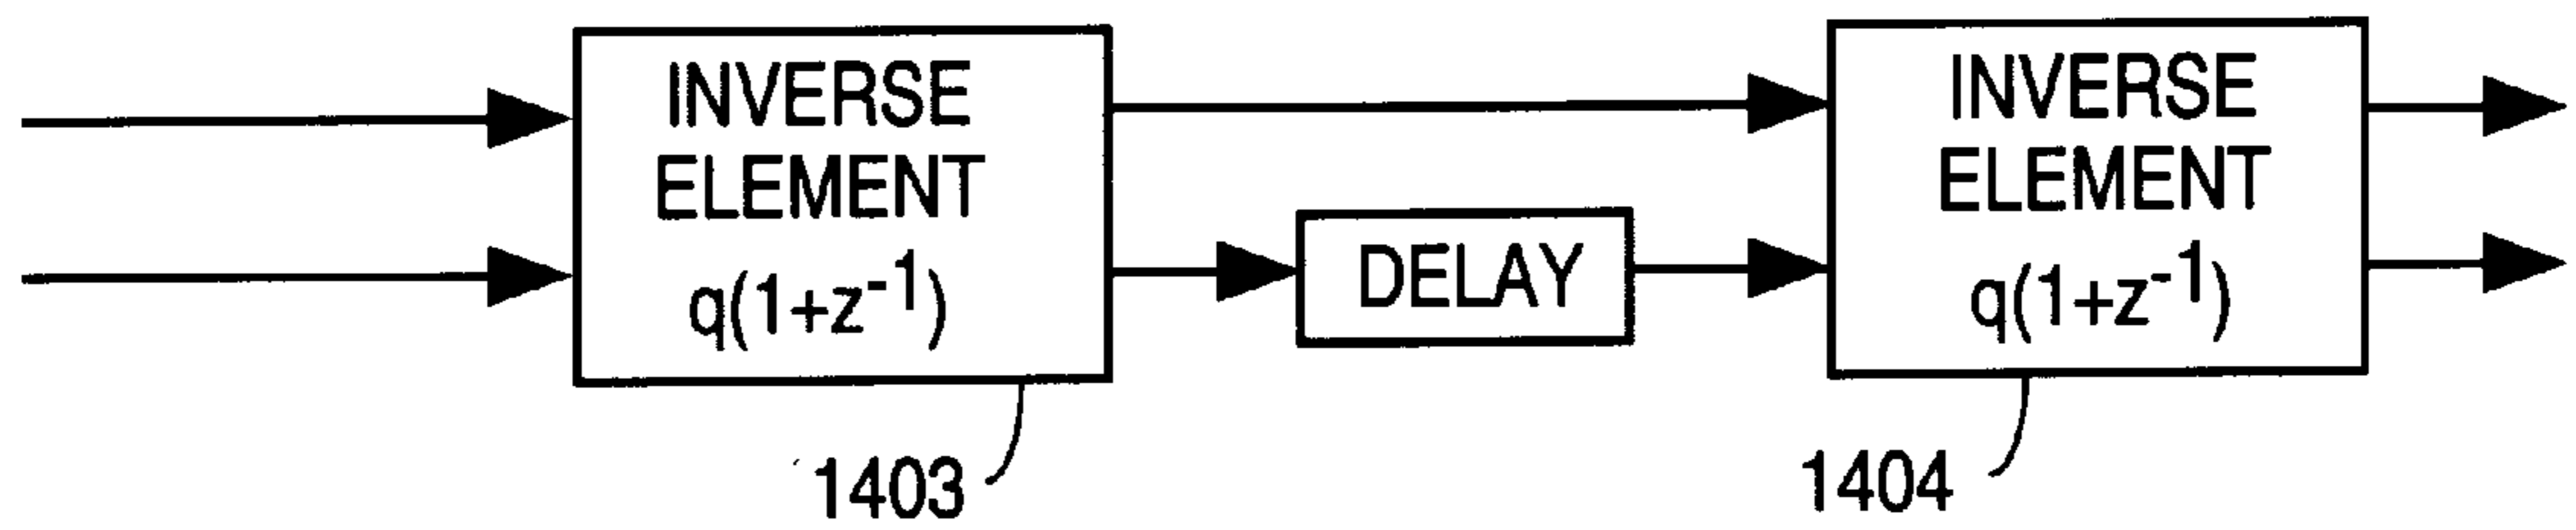 INVERSE
ELEMENT
q(1+z⁻¹)
DELAY
INVERSE
ELEMENT
q(1+z⁻¹)
1403
1404